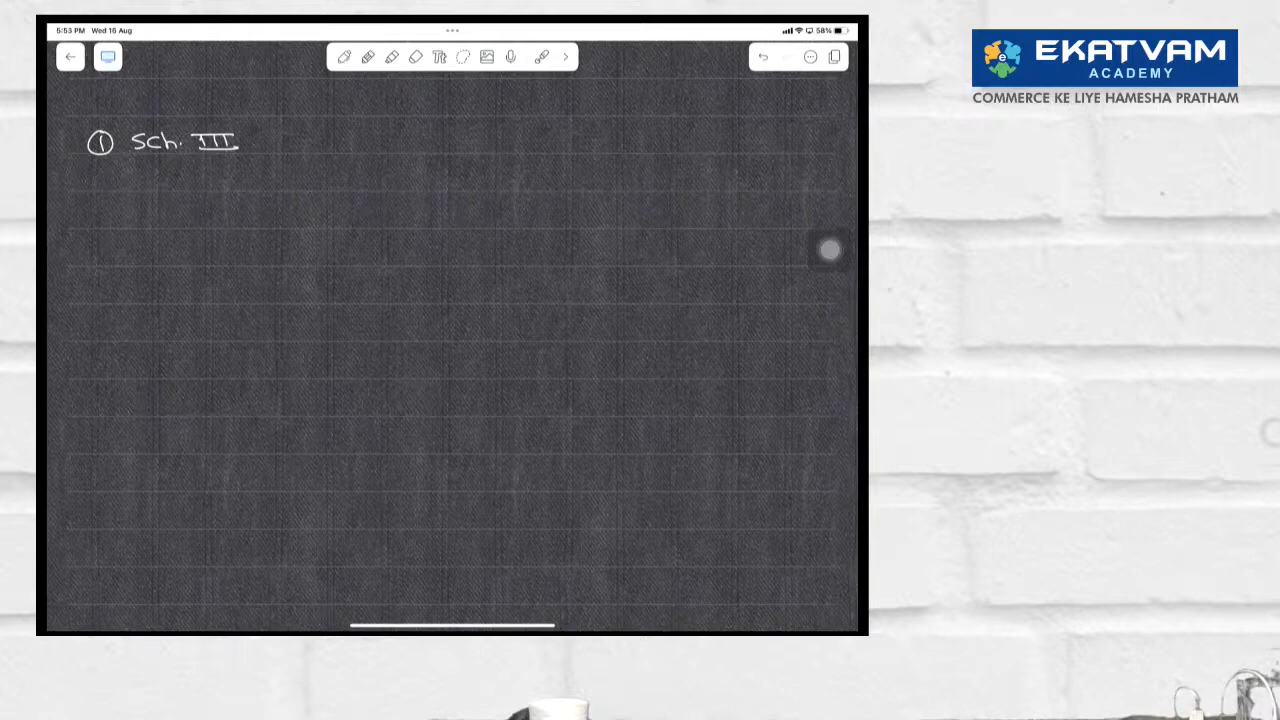 5:53 PM Wed 16 Aug
58%
EKATVAM
ACADEMY
COMMERCE KE LIYE HAMESHA PRATHAM
① Sch. III